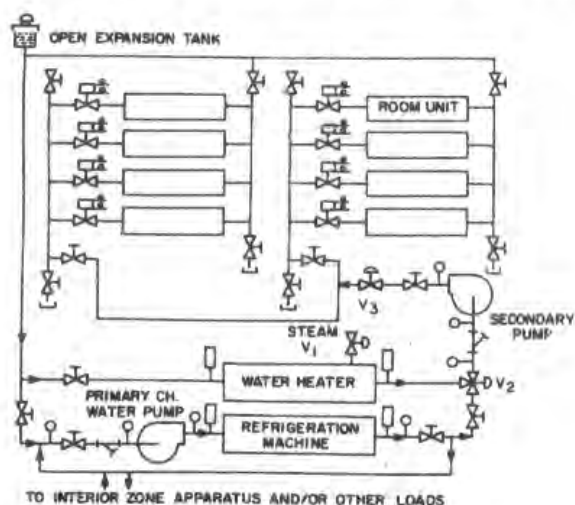 OPEN EXPANSION TANK
ROOM UNIT
V3
SECONDARY
PUMP
STEAM
V1
WATER HEATER
V2
PRIMARY CH.
WATER PUMP
REFRIGERATION
MACHINE
TO INTERIOR ZONE APPARATUS AND/OR OTHER LOADS